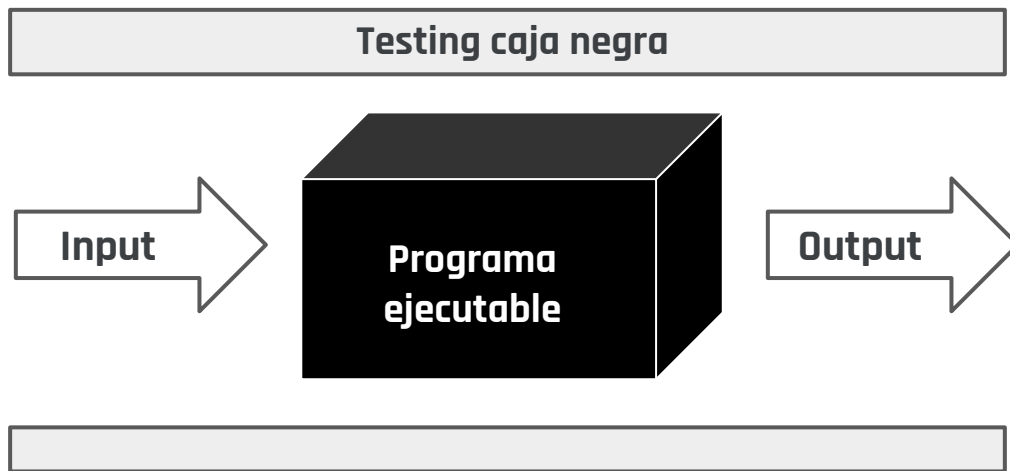 Testing caja negra
Input
Programa
ejecutable
Output